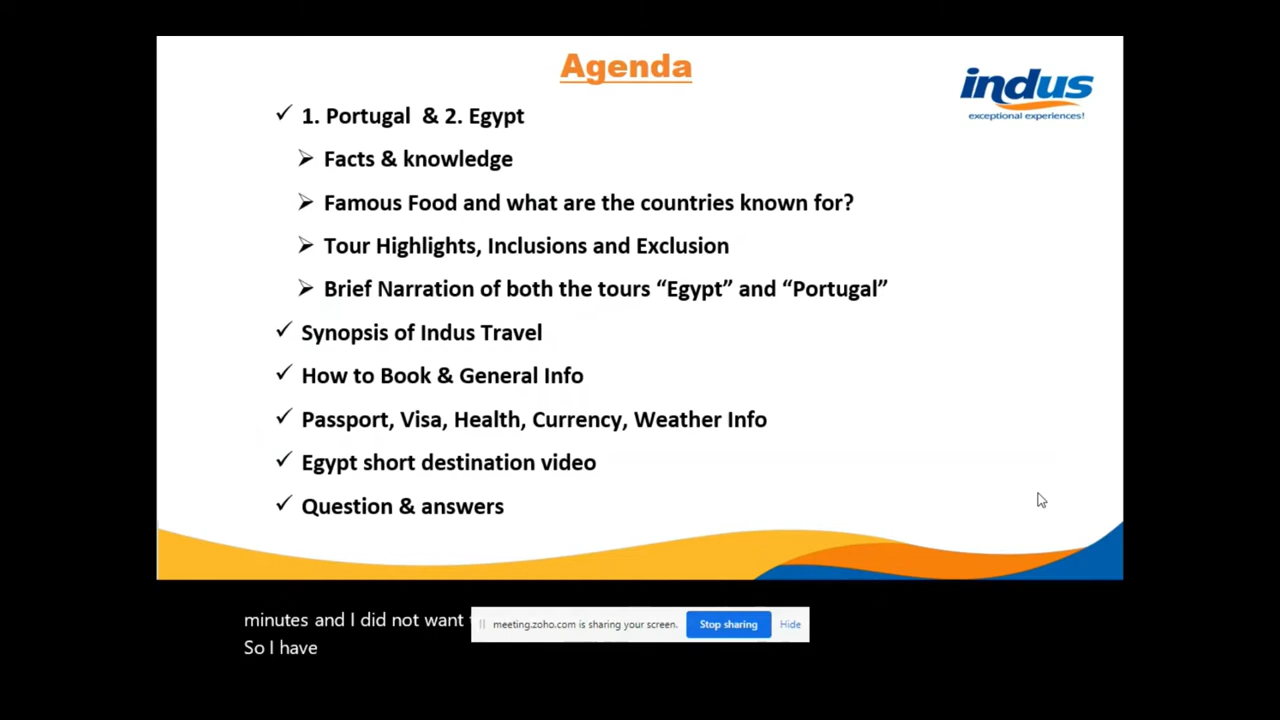 Agenda
indus
exceptional experiences!
✓ 1. Portugal & 2. Egypt
➢ Facts & knowledge
➢ Famous Food and what are the countries known for?
➢ Tour Highlights, Inclusions and Exclusion
➢ Brief Narration of both the tours “Egypt” and “Portugal”
✓ Synopsis of Indus Travel
✓ How to Book & General Info
✓ Passport, Visa, Health, Currency, Weather Info
✓ Egypt short destination video
✓ Question & answers
minutes and I did not want
meeting.zoho.com is sharing your screen. Stop sharing Hide
So I have